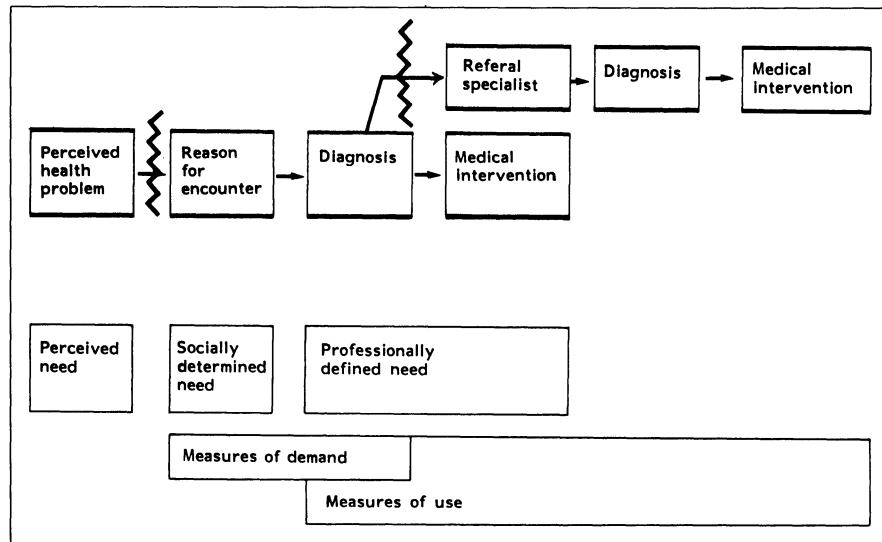 Referal
specialist
Diagnosis
Medical
intervention
Perceived
health
problem
Reason
for
encounter
Diagnosis
Medical
intervention
Perceived
need
Socially
determined
need
Professionally
defined need
Measures of demand
Measures of use